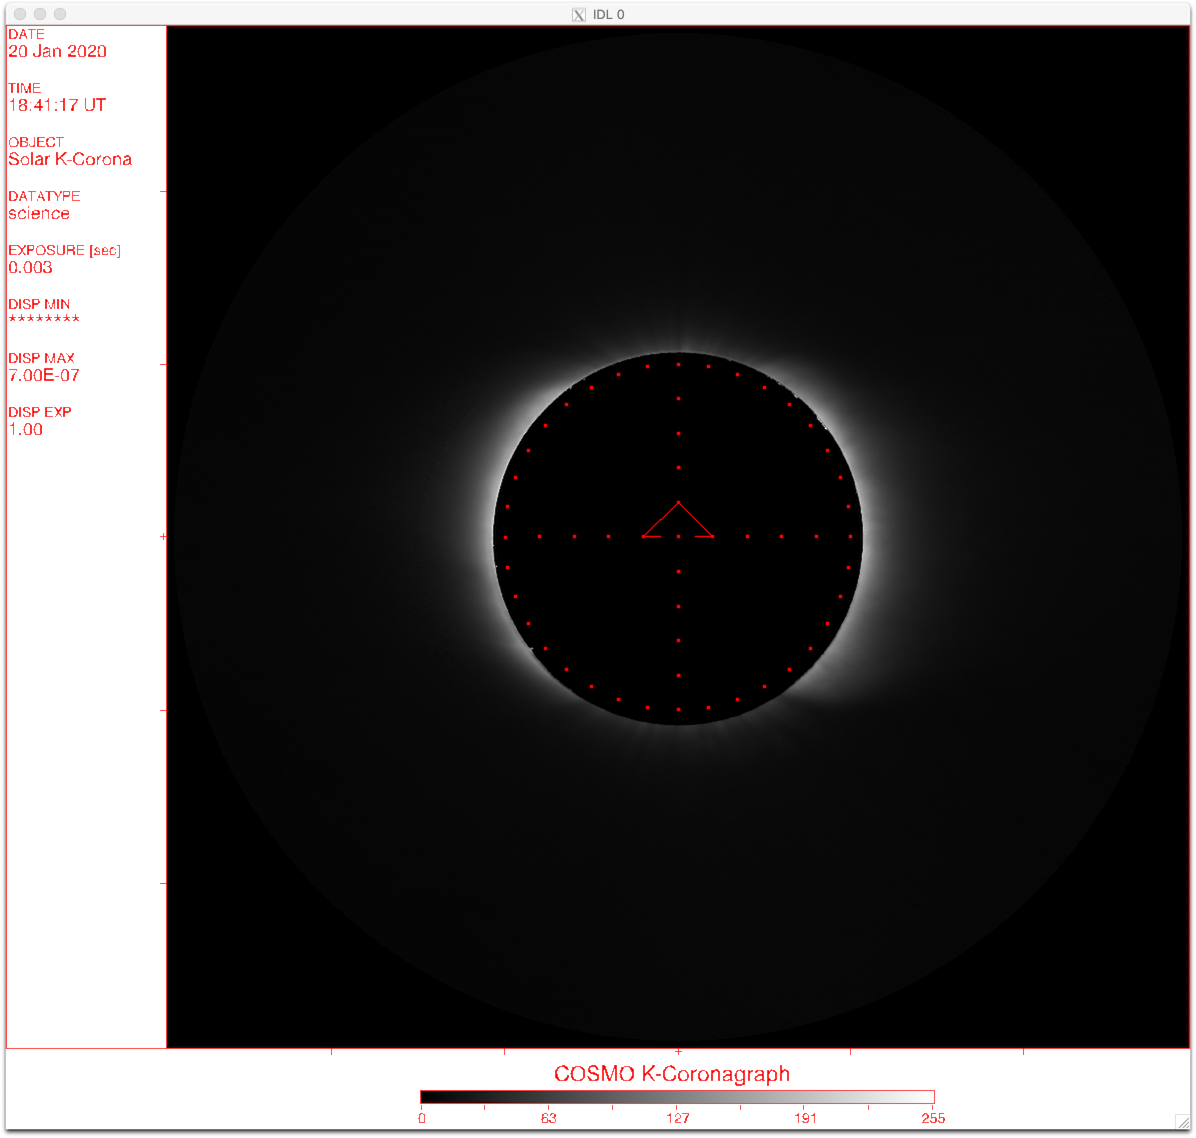 IDL 0
DATE
20 Jan 2020
TIME
18:41:17 UT
OBJECT
Solar K-Corona
DATATYPE
science
EXPOSURE [sec]
0.003
DISP MIN
********
DISP MAX
7.00E-07
DISP EXP
1.00
COSMO K-Coronagraph
0 63 127 191 255